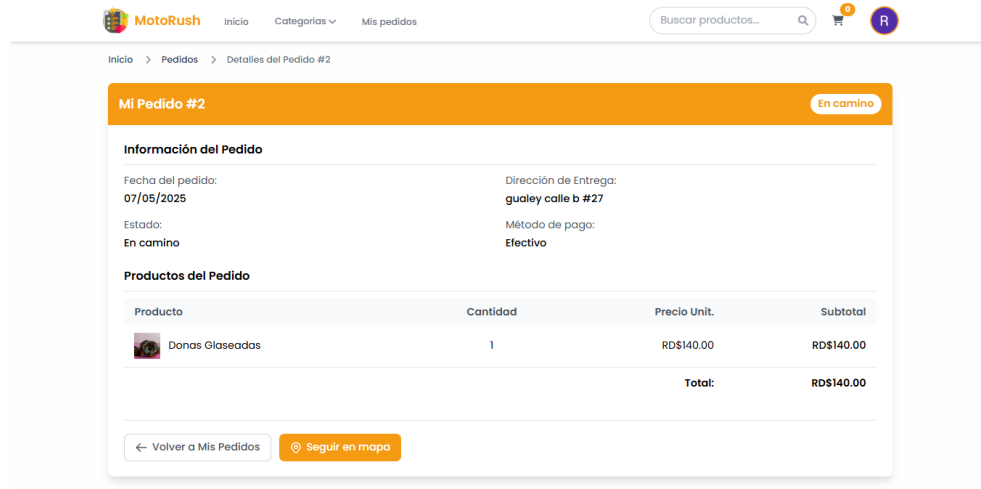 MotoRush Inicio Categorias Mis pedidos Buscar productos... 0 R
Inicio > Pedidos > Detalles del Pedido #2
Mi Pedido #2 En camino
Información del Pedido
Fecha del pedido: Dirección de Entrega:
07/05/2025 gualey calle b #27
Estado: Método de pago:
En camino Efectivo
Productos del Pedido
Producto Cantidad Precio Unit. Subtotal
Donas Glaseadas 1 RD$140.00 RD$140.00
Total: RD$140.00
← Volver a Mis Pedidos Seguir en mapa